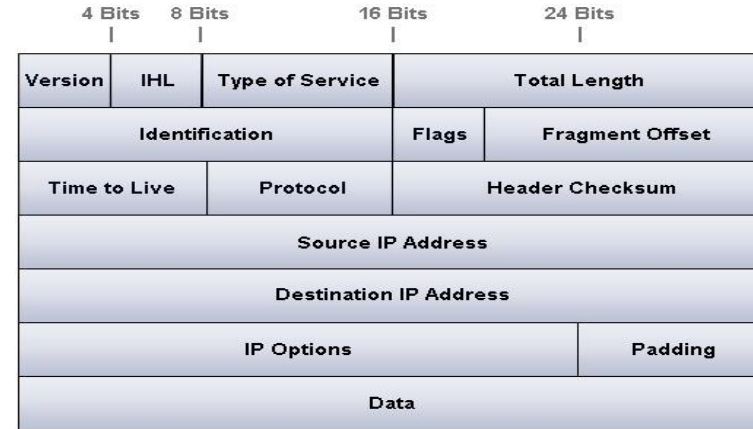 4 Bits 8 Bits 16 Bits 24 Bits
Version IHL Type of Service Total Length
Identification Flags Fragment Offset
Time to Live Protocol Header Checksum
Source IP Address
Destination IP Address
IP Options Padding
Data